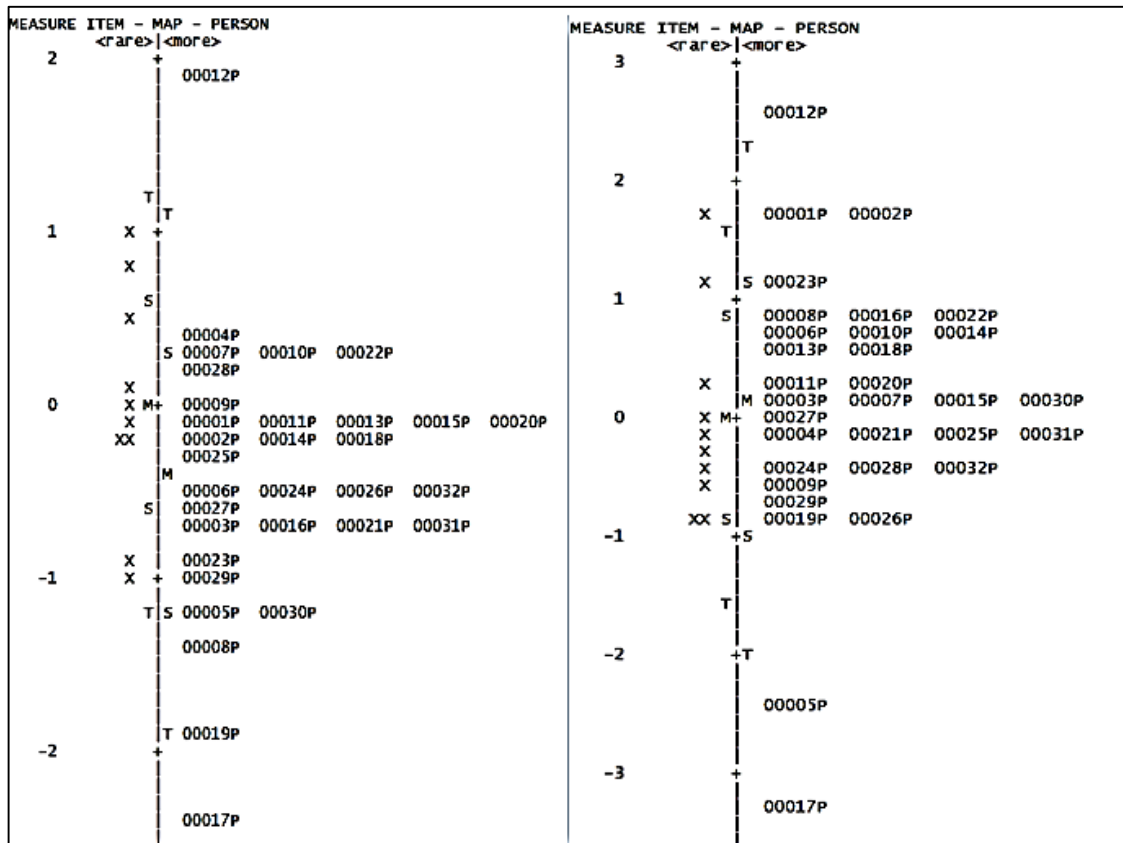 MEASURE ITEM - MAP - PERSON
<rare>|<more>
2 +
| 00012P
T|
|T
1 X +
X |
S|
X |
| 00004P
|S 00007P 00010P 00022P
| 00028P
X |
0 X M+ 00009P
X | 00001P 00011P 00013P 00015P 00020P
XX | 00002P 00014P 00018P
| 00025P
|M
| 00006P 00024P 00026P 00032P
S| 00027P
| 00003P 00016P 00021P 00031P
X | 00023P
-1 X + 00029P
T|S 00005P 00030P
| 00008P
|T 00019P
-2 +
| 00017P
MEASURE ITEM - MAP - PERSON
<rare>|<more>
3 +
| 00012P
|T
2 +
X | 00001P 00002P
T|
X |S 00023P
1 +
S| 00008P 00016P 00022P
| 00006P 00010P 00014P
| 00013P 00018P
X | 00011P 00020P
|M 00003P 00007P 00015P 00030P
0 X M+ 00027P
X | 00004P 00021P 00025P 00031P
X |
X | 00024P 00028P 00032P
X | 00009P
| 00029P
XX S| 00019P 00026P
-1 +S
T|
-2 +T
| 00005P
-3 +
| 00017P